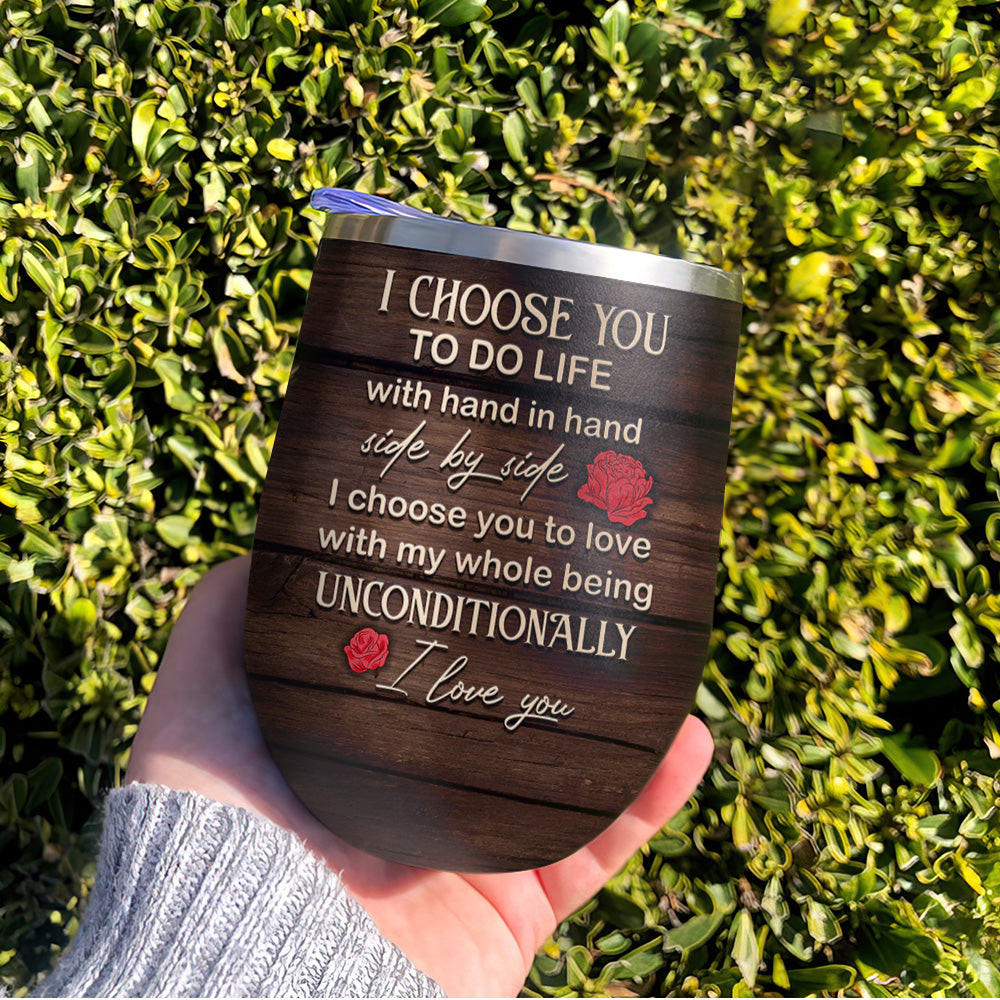 I CHOOSE YOU
TO DO LIFE
with hand in hand
side by side
I choose you to love
with my whole being
UNCONDITIONALLY
I love you